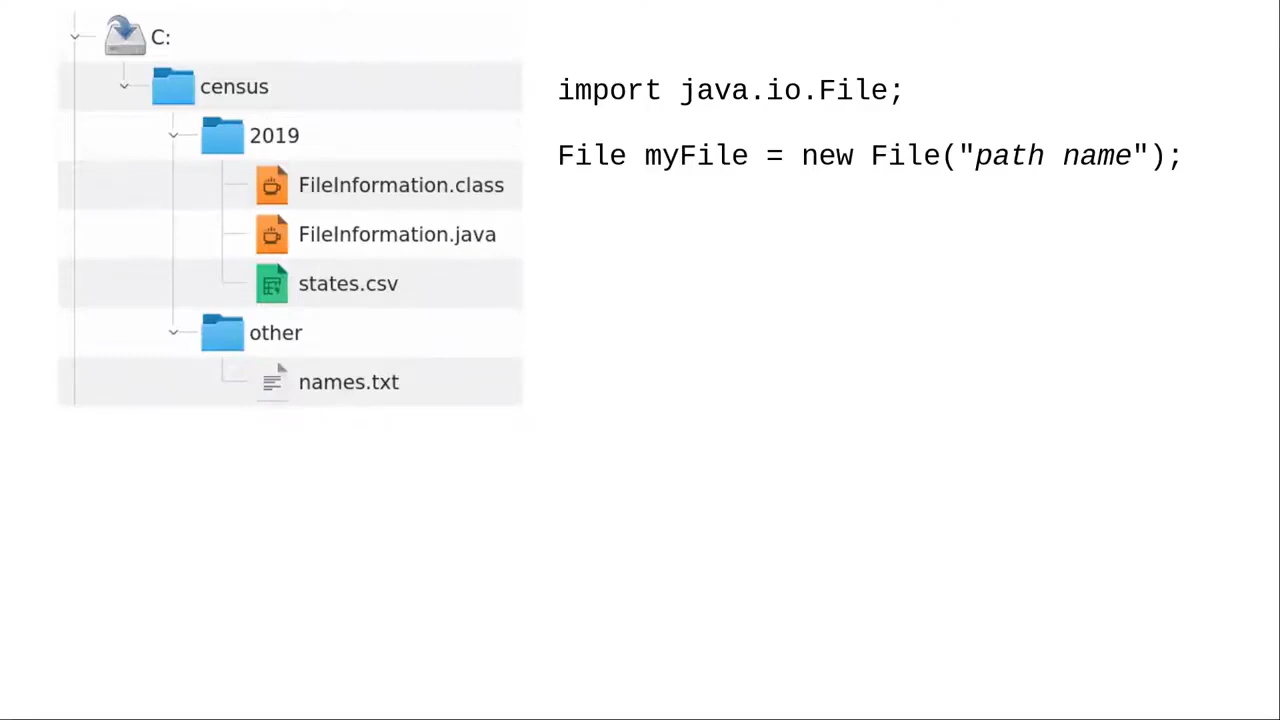 C:
census
2019
FileInformation.class
FileInformation.java
states.csv
other
names.txt
import java.io.File;
File myFile = new File("path name");